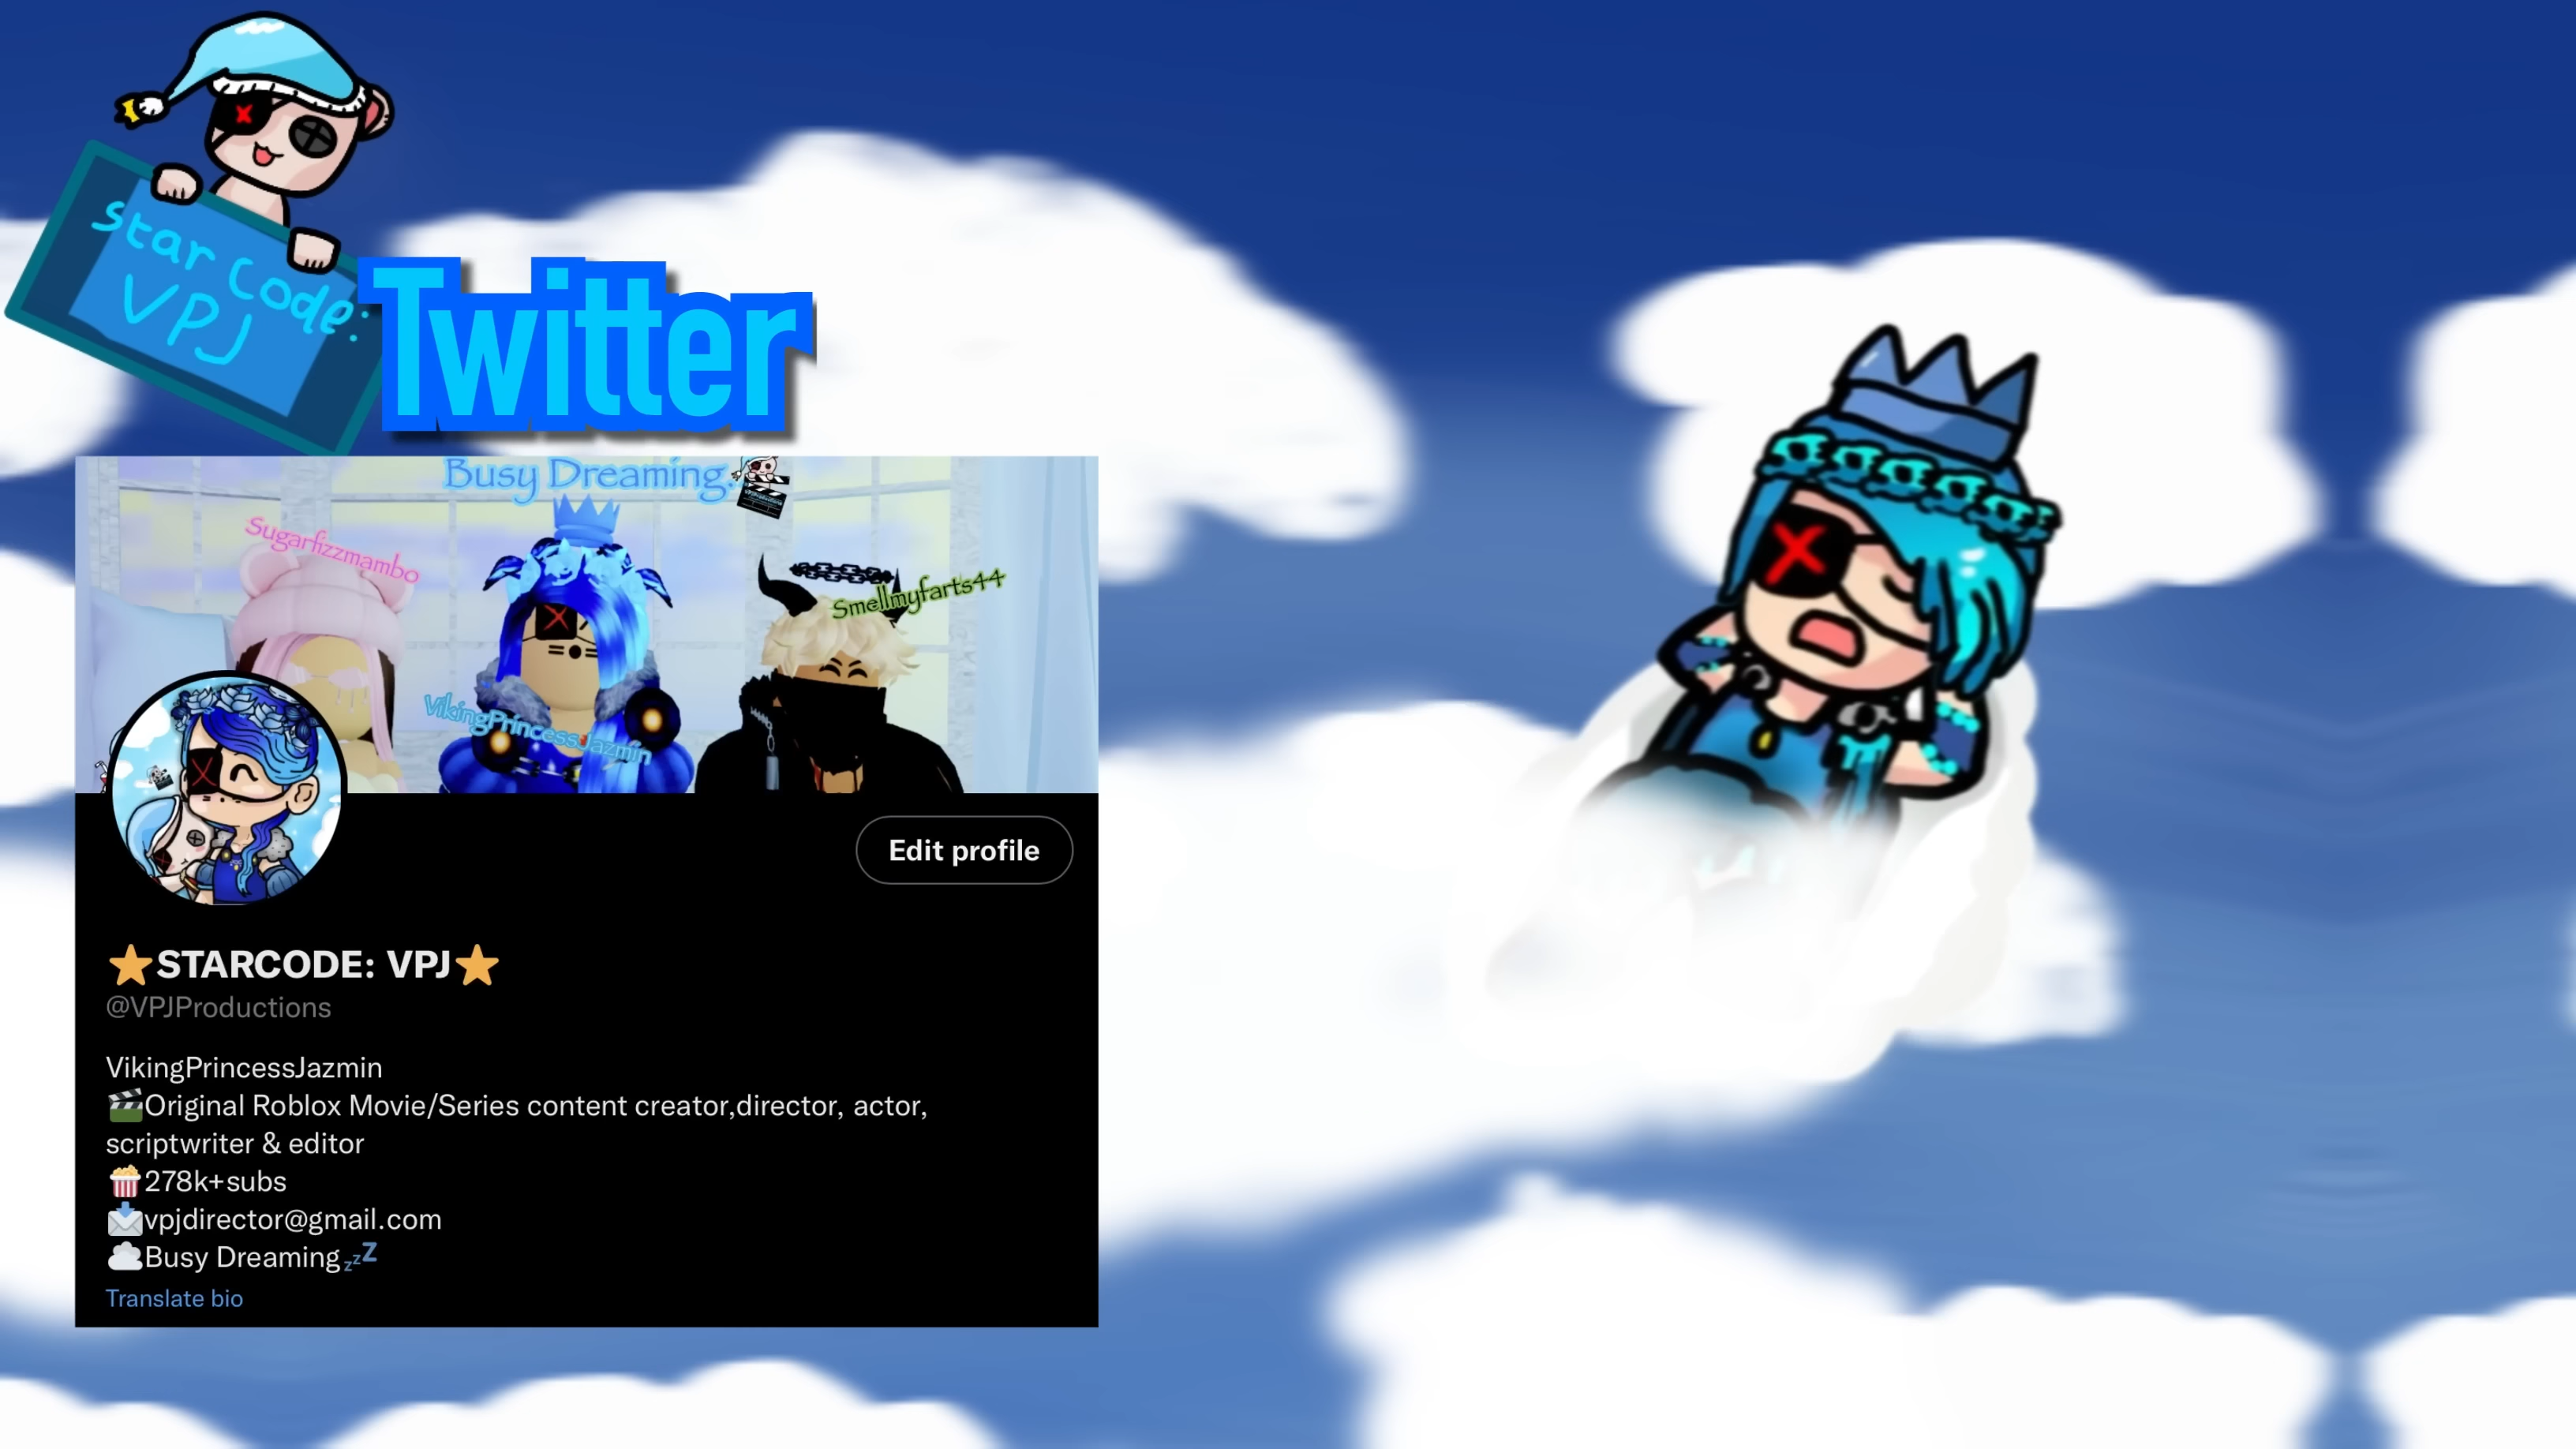 Star Code:
VPJ
Twitter
Busy Dreaming.
Sugarfizzmambo
Smellmyfarts44
VikingPrincessJazmin
Edit profile
⭐STARCODE: VPJ⭐
@VPJProductions
VikingPrincessJazmin
🎬Original Roblox Movie/Series content creator,director, actor,
scriptwriter & editor
🍿278k+subs
📩vpjdirector@gmail.com
☁️Busy Dreaming💤
Translate bio